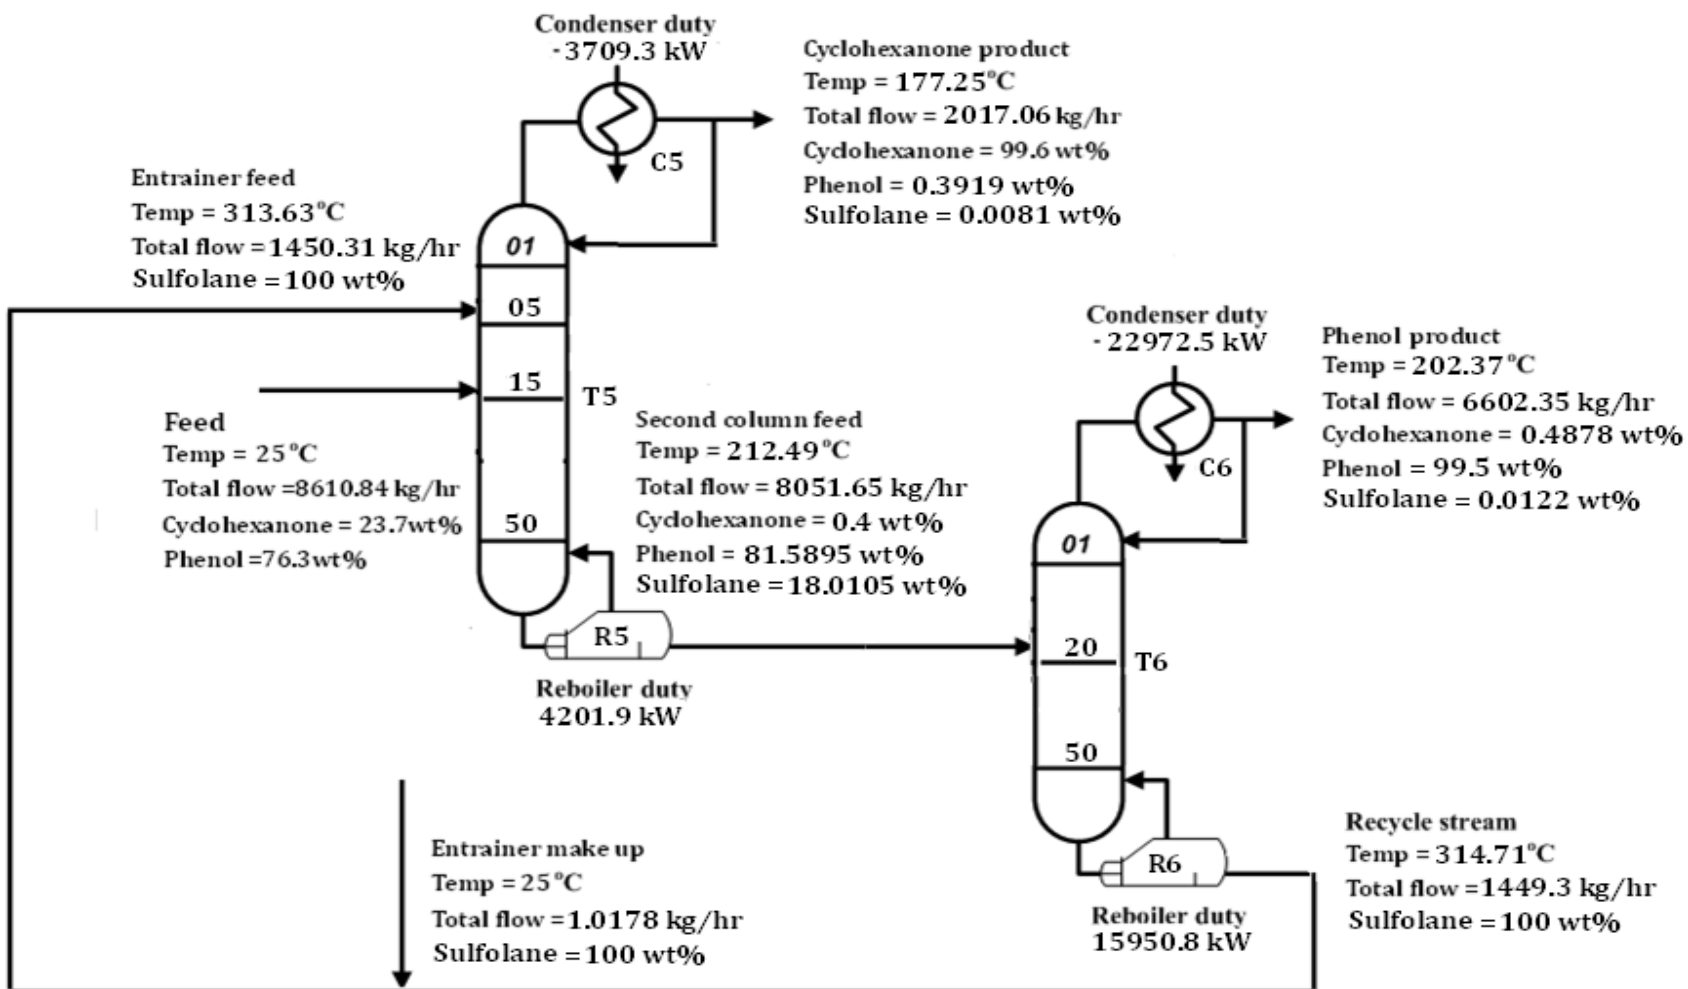 Condenser duty
-3709.3 kW
C5
Cyclohexanone product
Temp = 177.25°C
Total flow = 2017.06 kg/hr
Cyclohexanone = 99.6 wt%
Phenol = 0.3919 wt%
Sulfolane = 0.0081 wt%
Entrainer feed
Temp = 313.63°C
Total flow =1450.31 kg/hr
Sulfolane =100 wt%
01
05
15
50
T5
Feed
Temp = 25°C
Total flow =8610.84 kg/hr
Cyclohexanone = 23.7wt%
Phenol =76.3wt%
Second column feed
Temp = 212.49°C
Total flow = 8051.65 kg/hr
Cyclohexanone = 0.4 wt%
Phenol = 81.5895 wt%
Sulfolane =18.0105 wt%
R5
Reboiler duty
4201.9 kW
Condenser duty
-22972.5 kW
C6
Phenol product
Temp = 202.37°C
Total flow = 6602.35 kg/hr
Cyclohexanone = 0.4878 wt%
Phenol = 99.5 wt%
Sulfolane = 0.0122 wt%
01
20
50
T6
R6
Reboiler duty
15950.8 kW
Recycle stream
Temp =314.71°C
Total flow =1449.3 kg/hr
Sulfolane =100 wt%
Entrainer make up
Temp =25°C
Total flow =1.0178 kg/hr
Sulfolane =100 wt%